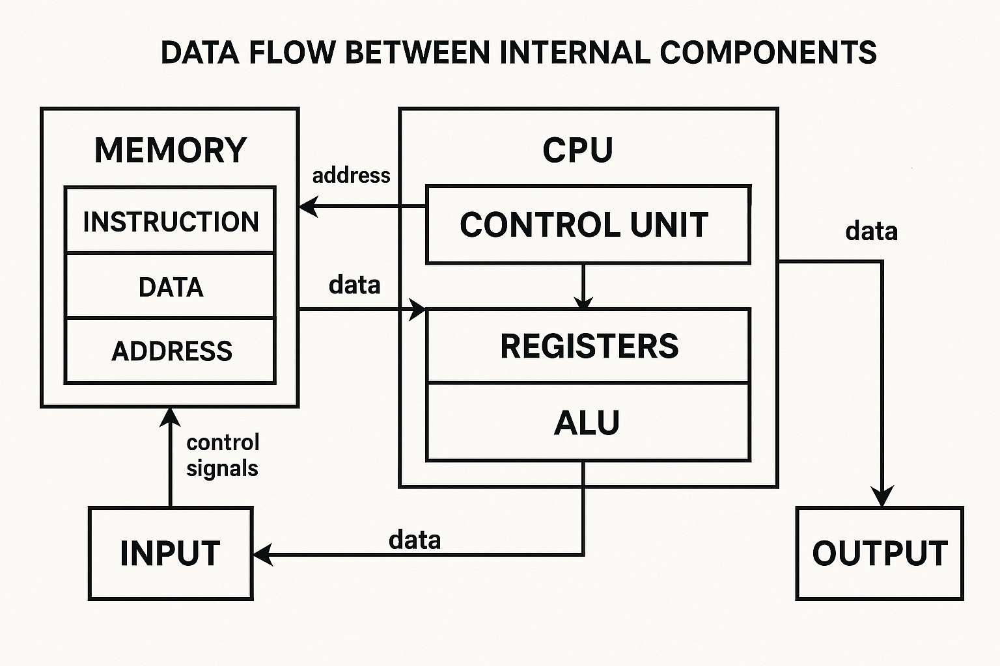 DATA FLOW BETWEEN INTERNAL COMPONENTS
MEMORY
INSTRUCTION
DATA
ADDRESS
address
data
CPU
CONTROL UNIT
REGISTERS
ALU
data
control
signals
INPUT
data
OUTPUT